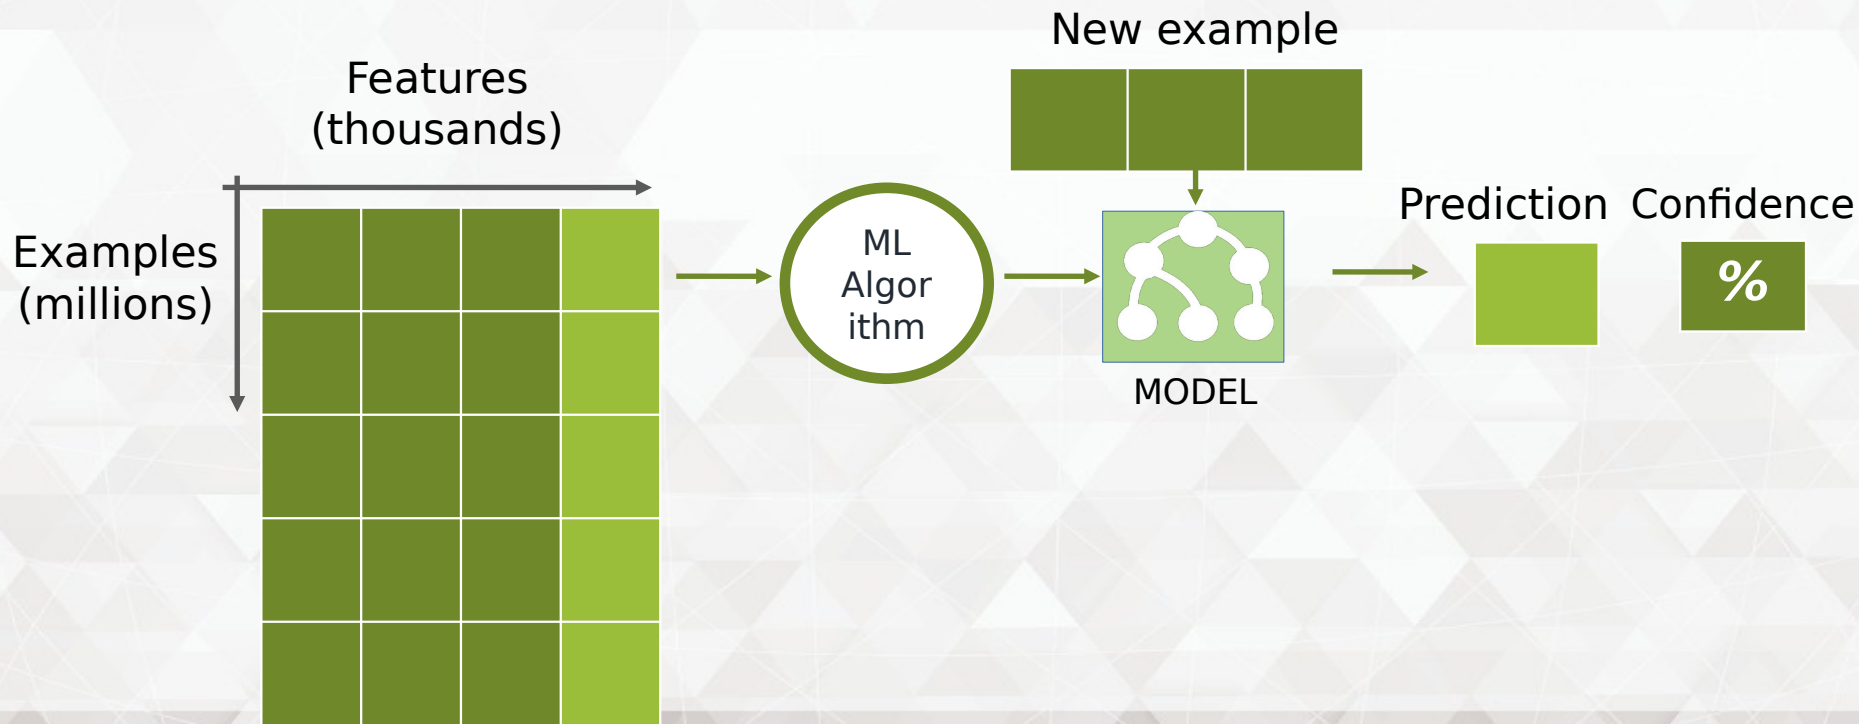 New example
Features
(thousands)
Examples
(millions)
ML
Algor
ithm
MODEL
Prediction
Confidence
%